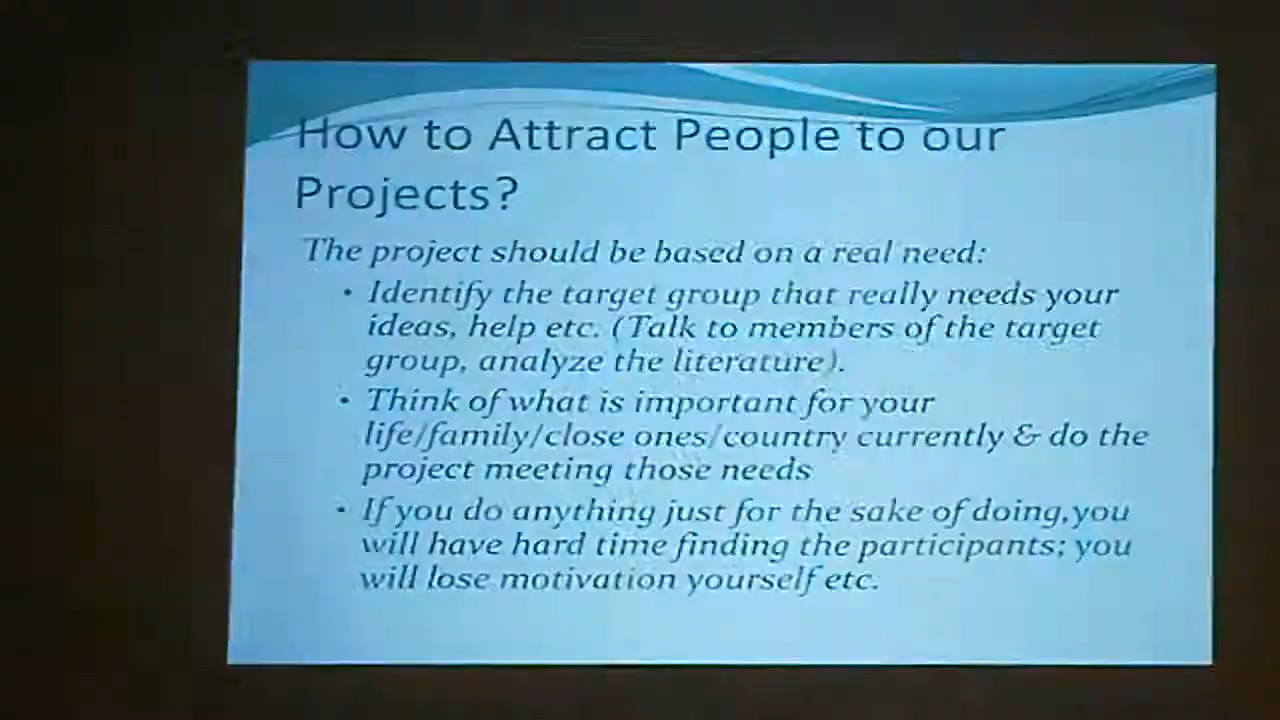 How to Attract People to our
Projects?
The project should be based on a real need:
• Identify the target group that really needs your
ideas, help etc. (Talk to members of the target
group, analyze the literature).
• Think of what is important for your
life/family/close ones/country currently & do the
project meeting those needs
• If you do anything just for the sake of doing, you
will have hard time finding the participants; you
will lose motivation yourself etc.